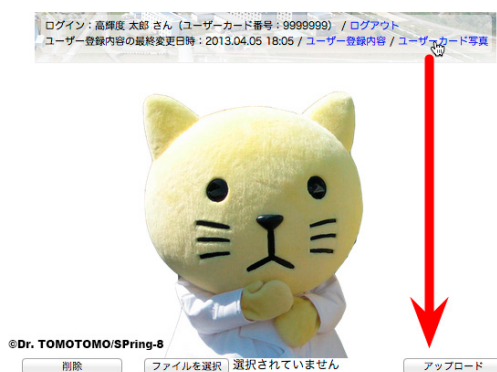 ログイン：高輝度 太郎 さん（ユーザーカード番号：9999999） / ログアウト
ユーザー登録内容の最終変更日時：2013.04.05 18:05 / ユーザー登録内容 / ユーザーカード写真
©Dr. TOMOTOMO/SPring-8
削除 ファイルを選択 選択されていません アップロード